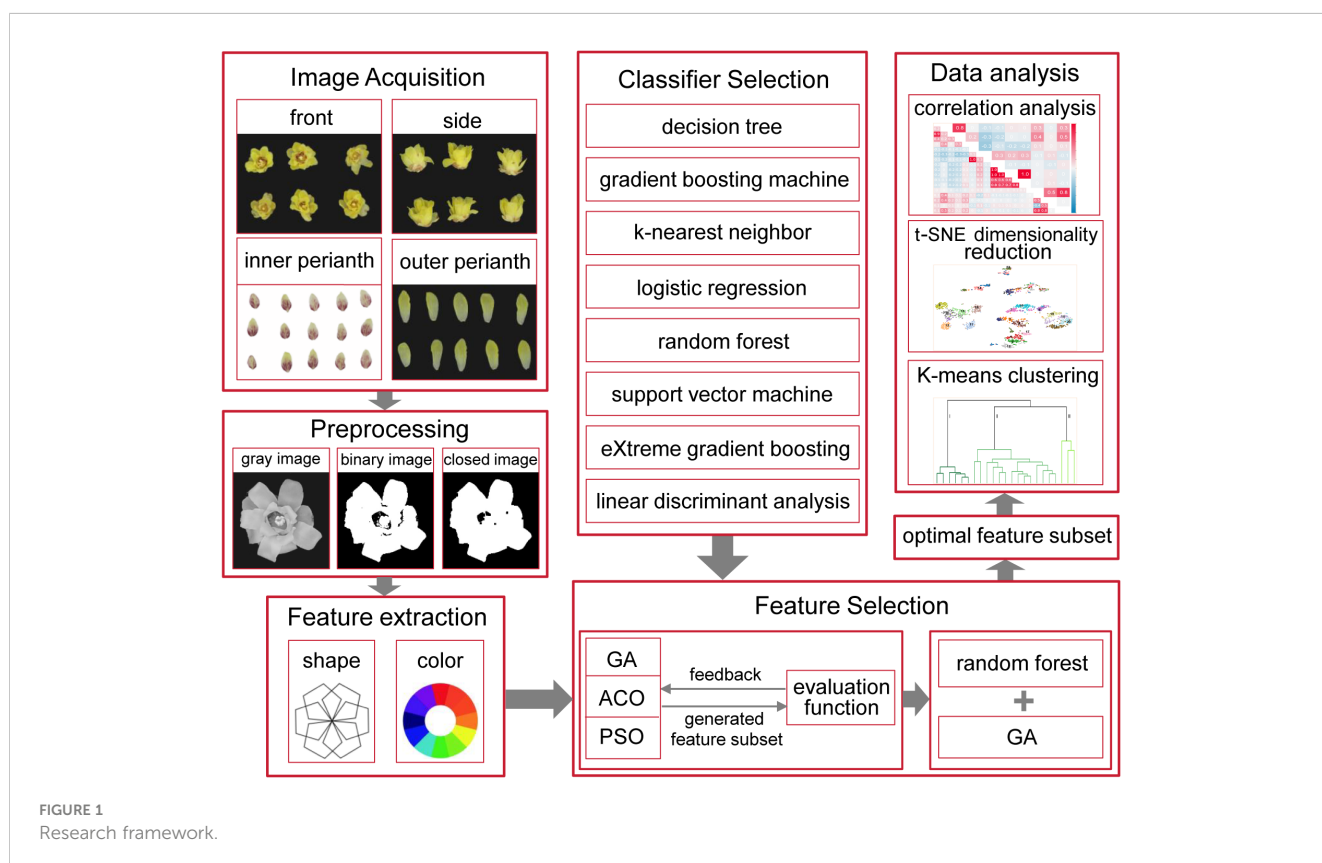 Image Acquisition
front
side
inner perianth
outer perianth
Preprocessing
gray image
binary image
closed image
Feature extraction
shape
color
Classifier Selection
decision tree
gradient boosting machine
k-nearest neighbor
logistic regression
random forest
support vector machine
eXtreme gradient boosting
linear discriminant analysis
Feature Selection
GA
ACO
PSO
feedback
generated
feature subset
evaluation
function
random forest
+
GA
optimal feature subset
Data analysis
correlation analysis
t-SNE dimensionality
reduction
K-means clustering
FIGURE 1
Research framework.